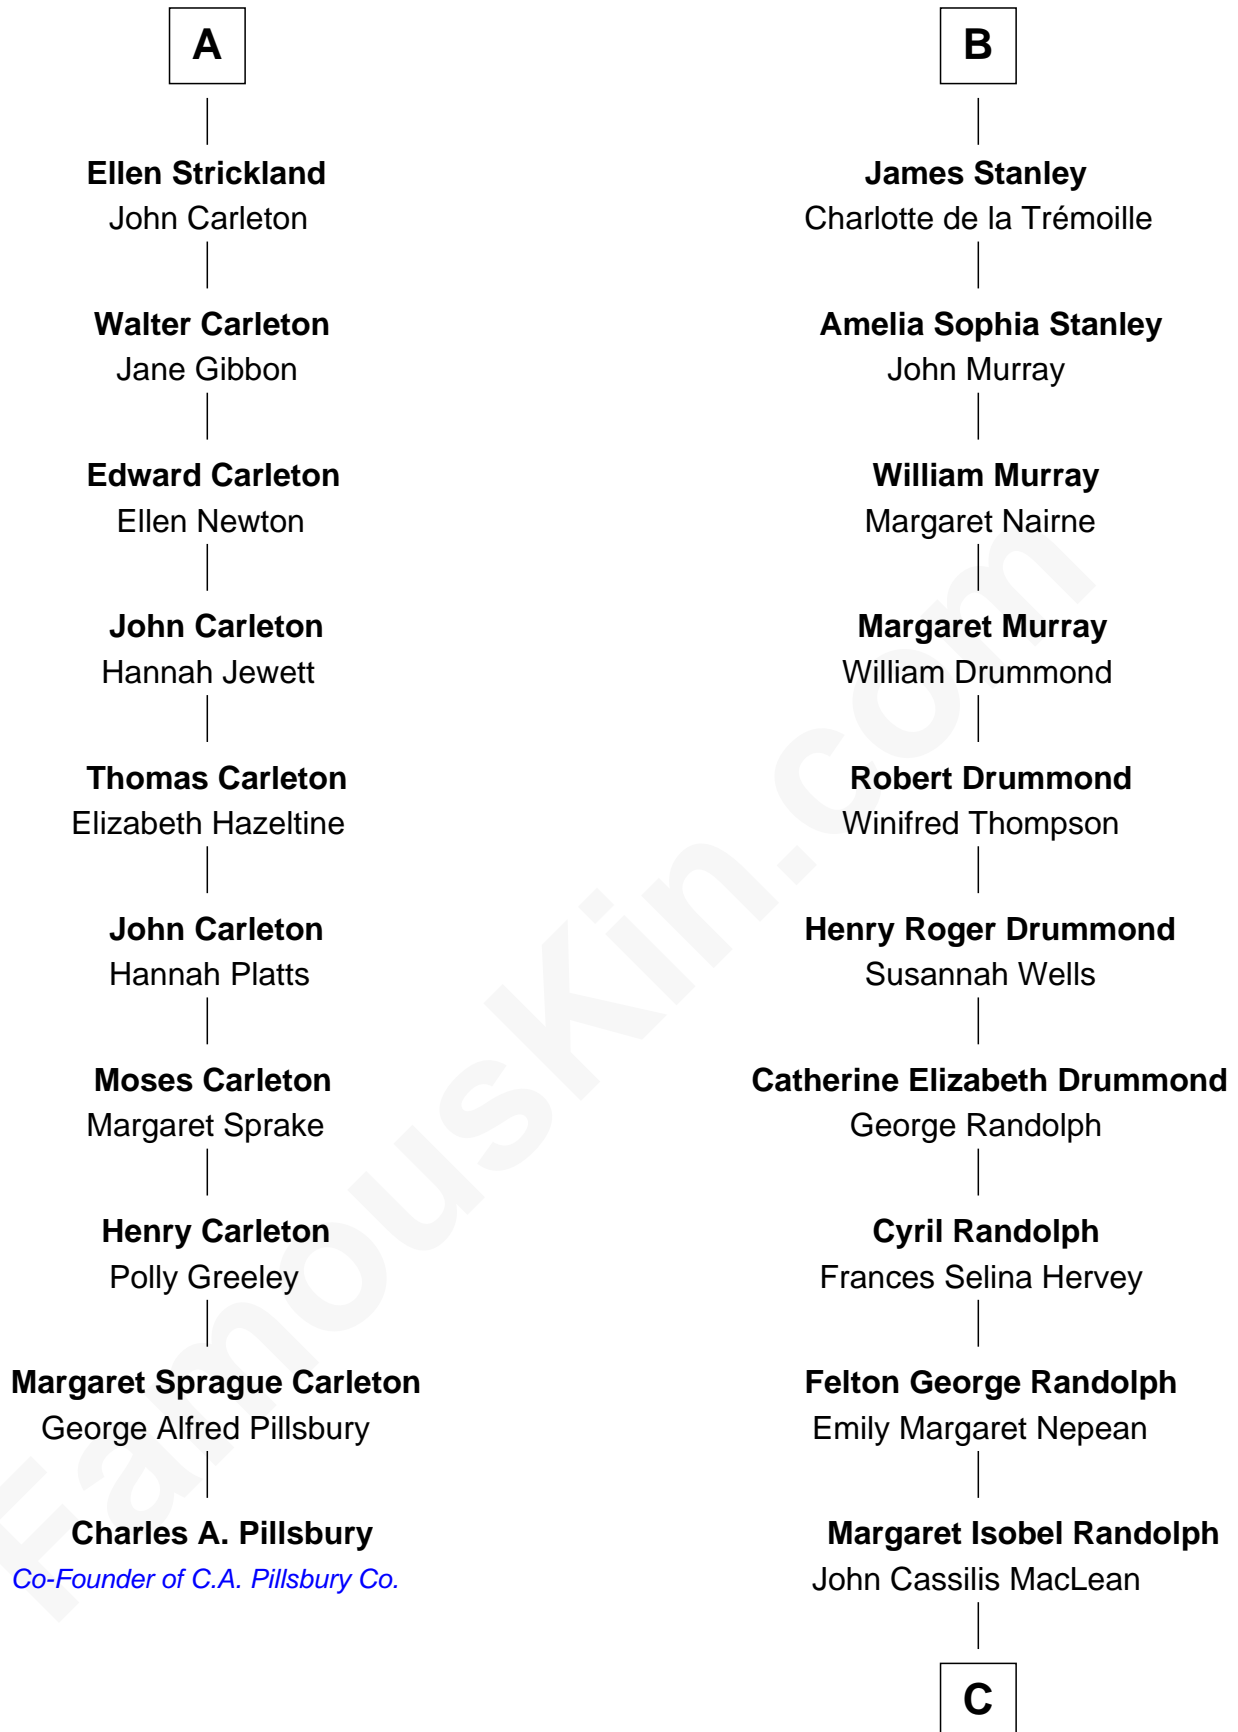 A
Ellen Strickland
John Carleton
Walter Carleton
Jane Gibbon
Edward Carleton
Ellen Newton
John Carleton
Hannah Jewett
Thomas Carleton
Elizabeth Hazeltine
John Carleton
Hannah Platts
Moses Carleton
Margaret Sprake
Henry Carleton
Polly Greeley
Margaret Sprague Carleton
George Alfred Pillsbury
Charles A. Pillsbury
Co-Founder of C.A. Pillsbury Co.
B
James Stanley
Charlotte de la Trémoille
Amelia Sophia Stanley
John Murray
William Murray
Margaret Nairne
Margaret Murray
William Drummond
Robert Drummond
Winifred Thompson
Henry Roger Drummond
Susannah Wells
Catherine Elizabeth Drummond
George Randolph
Cyril Randolph
Frances Selina Hervey
Felton George Randolph
Emily Margaret Nepean
Margaret Isobel Randolph
John Cassilis MacLean
C
FamousKin.com